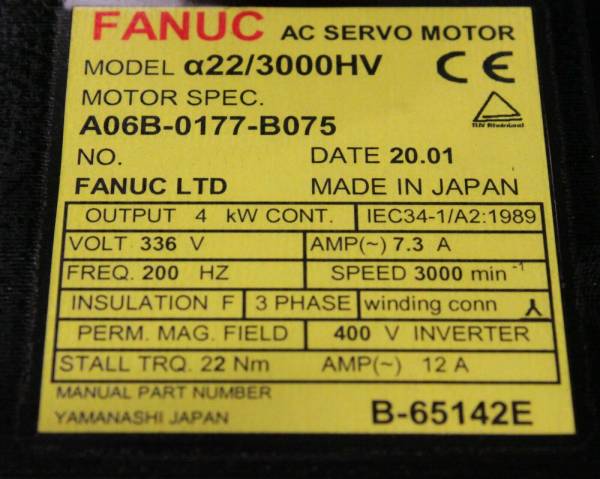 FANUC AC SERVO MOTOR
MODEL α22/3000HV CE
MOTOR SPEC.
A06B-0177-B075
TÜV Rheinland
NO. DATE 20.01
FANUC LTD MADE IN JAPAN
OUTPUT 4 kW CONT. IEC34-1/A2:1989
VOLT 336 V AMP(~) 7.3 A
FREQ. 200 HZ SPEED 3000 min⁻¹
INSULATION F 3 PHASE winding conn
PERM. MAG. FIELD 400 V INVERTER
STALL TRQ. 22 Nm AMP(~) 12 A
MANUAL PART NUMBER
YAMANASHI JAPAN B-65142E